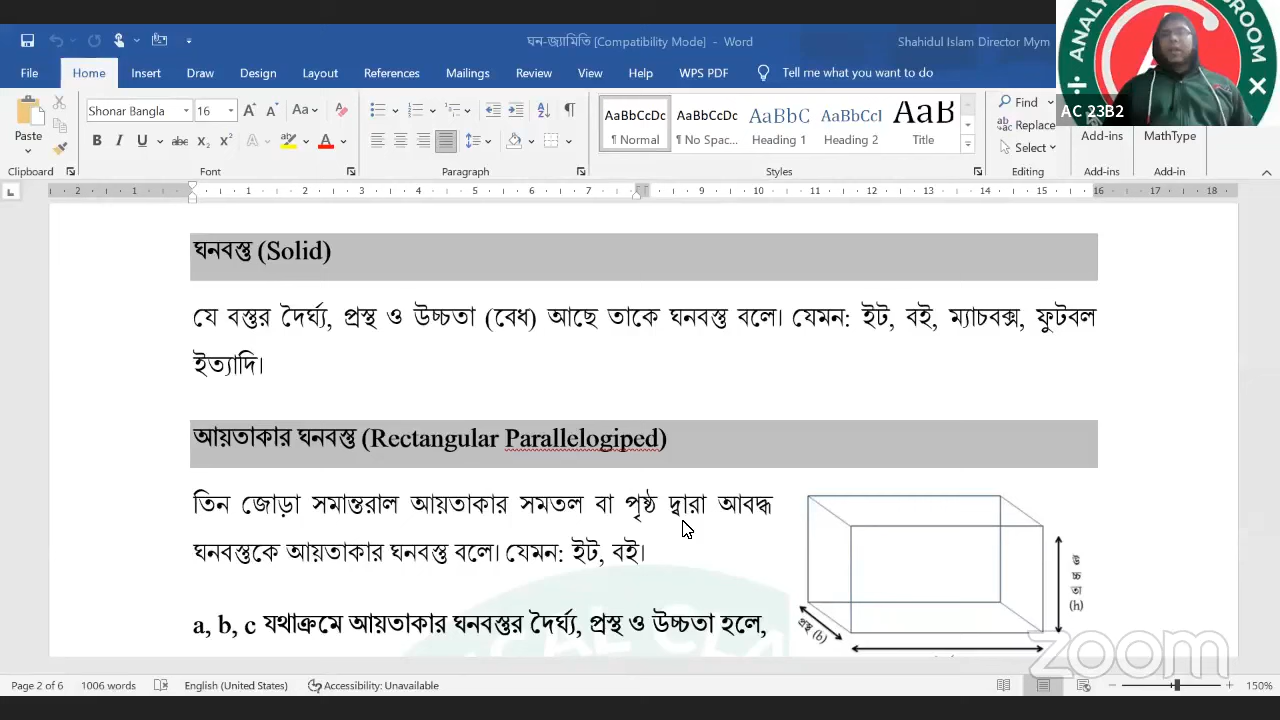 ঘন-জ্যামিতি [Compatibility Mode] - Word
Shahidul Islam Director Mym
File Home Insert Draw Design Layout References Mailings Review View Help WPS PDF Tell me what you want to do
Shonar Bangla 16
Paste
Clipboard
Font
Paragraph
AaBbCcDc AaBbCcDc AaBbC AaBbCcl AaB
¶ Normal ¶ No Spac... Heading 1 Heading 2 Title
Styles
Find
Replace
Select
Editing
Add-ins
Add-ins
MathType
Add-in
AC 23B2
ঘনবস্তু (Solid)
যে বস্তুর দৈর্ঘ্য, প্রস্থ ও উচ্চতা (বেধ) আছে তাকে ঘনবস্তু বলে। যেমন: ইট, বই, ম্যাচবক্স, ফুটবল
ইত্যাদি।
আয়তাকার ঘনবস্তু (Rectangular Parallelogiped)
তিন জোড়া সমান্তরাল আয়তাকার সমতল বা পৃষ্ঠ দ্বারা আবদ্ধ
ঘনবস্তুকে আয়তাকার ঘনবস্তু বলে। যেমন: ইট, বই।
a, b, c যথাক্রমে আয়তাকার ঘনবস্তুর দৈর্ঘ্য, প্রস্থ ও উচ্চতা হলে,
উচ্চতা (h)
প্রস্থ (b)
zoom
Page 2 of 6 1006 words English (United States) Accessibility: Unavailable 150%